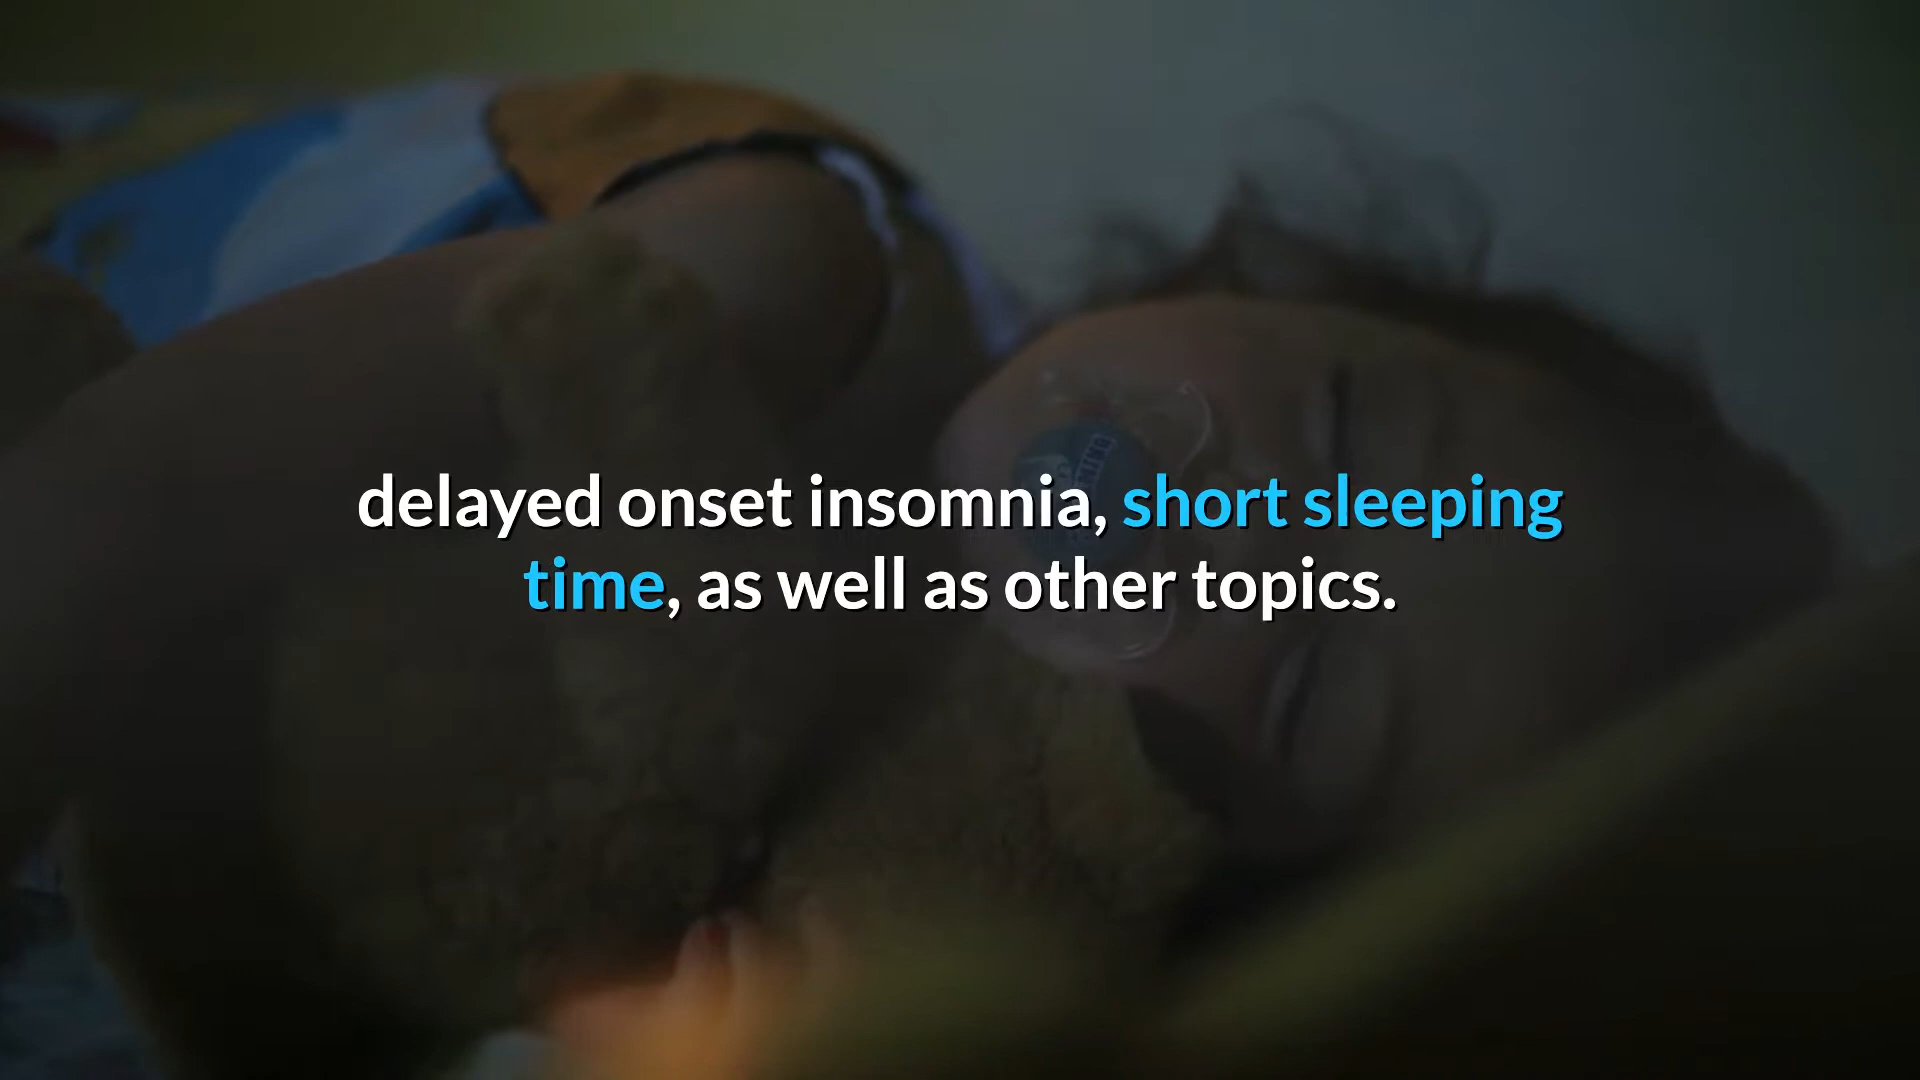 delayed onset insomnia, short sleeping
time, as well as other topics.